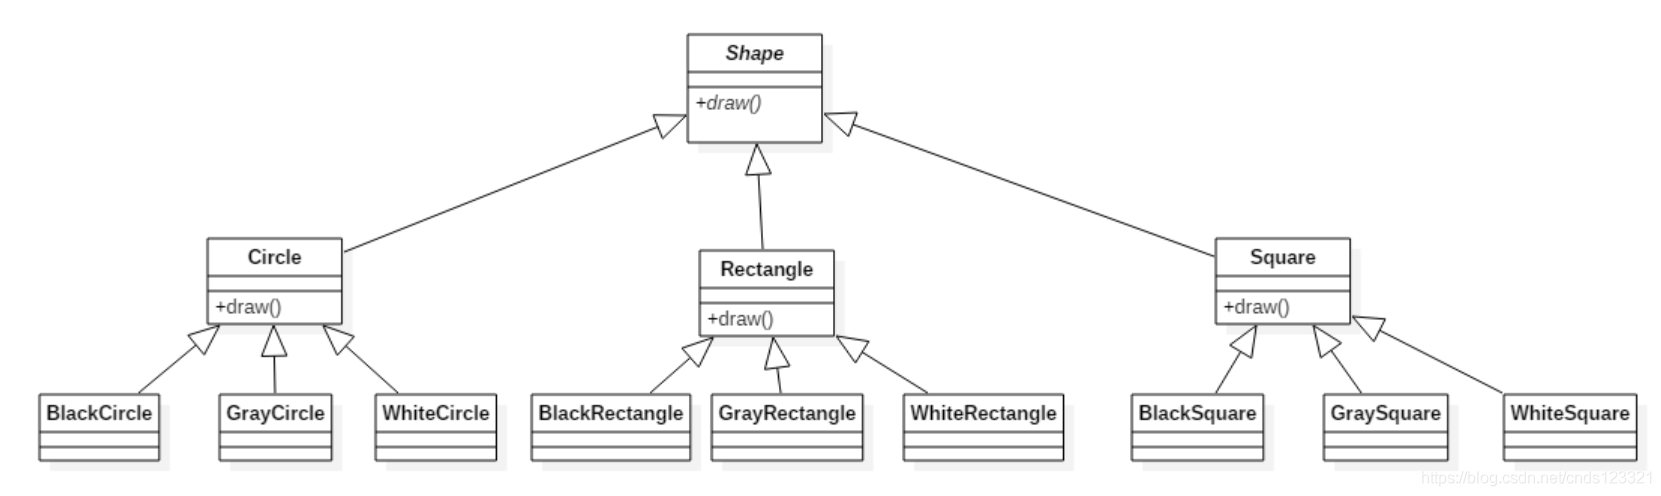 Shape
+draw()
Circle
+draw()
Rectangle
+draw()
Square
+draw()
BlackCircle
GrayCircle
WhiteCircle
BlackRectangle
GrayRectangle
WhiteRectangle
BlackSquare
GraySquare
WhiteSquare
https://blog.csdn.net/cnds123321